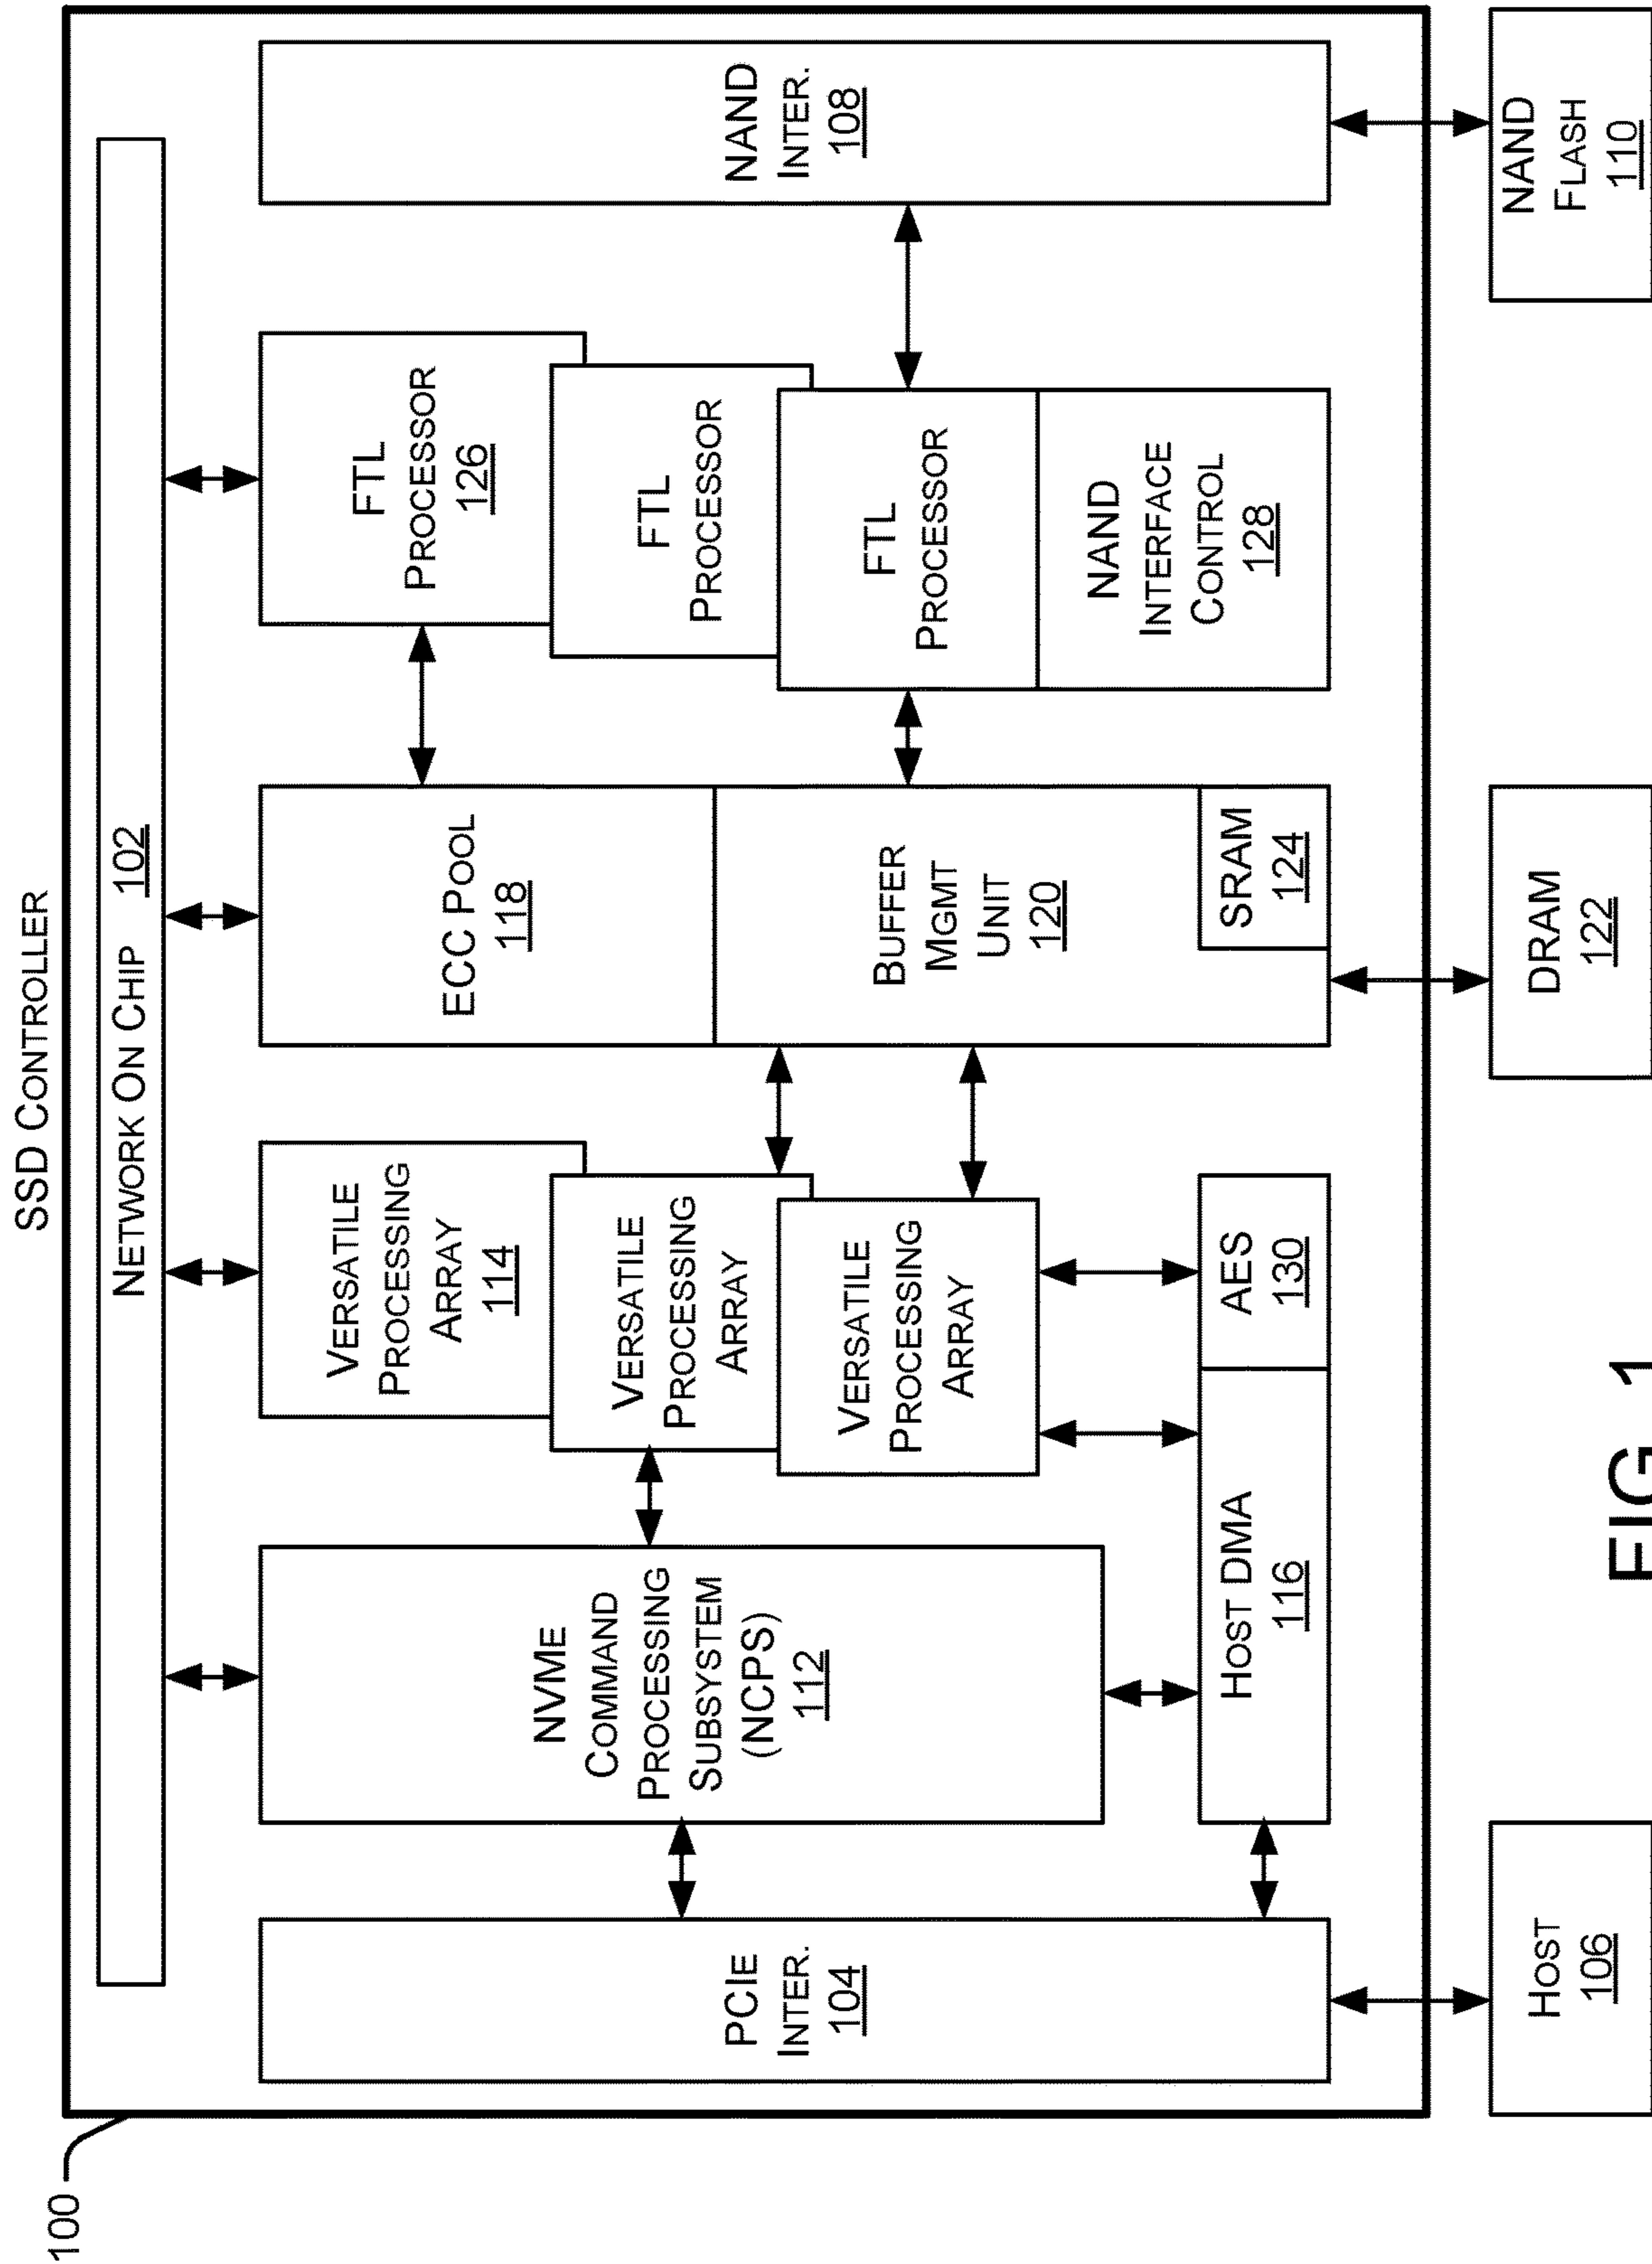 100
SSD CONTROLLER
NETWORK ON CHIP 102
PCIE
INTER.
104
NVME
COMMAND
PROCESSING
SUBSYSTEM
(NCPS)
112
HOST DMA
116
VERSATILE
PROCESSING
ARRAY
114
VERSATILE
PROCESSING
ARRAY
VERSATILE
PROCESSING
ARRAY
AES
130
ECC POOL
118
BUFFER
MGMT
UNIT
120
SRAM
124
FTL
PROCESSOR
126
FTL
PROCESSOR
FTL
PROCESSOR
NAND
INTERFACE
CONTROL
128
NAND
INTER.
108
HOST
106
DRAM
122
NAND
FLASH
110
FIG 1